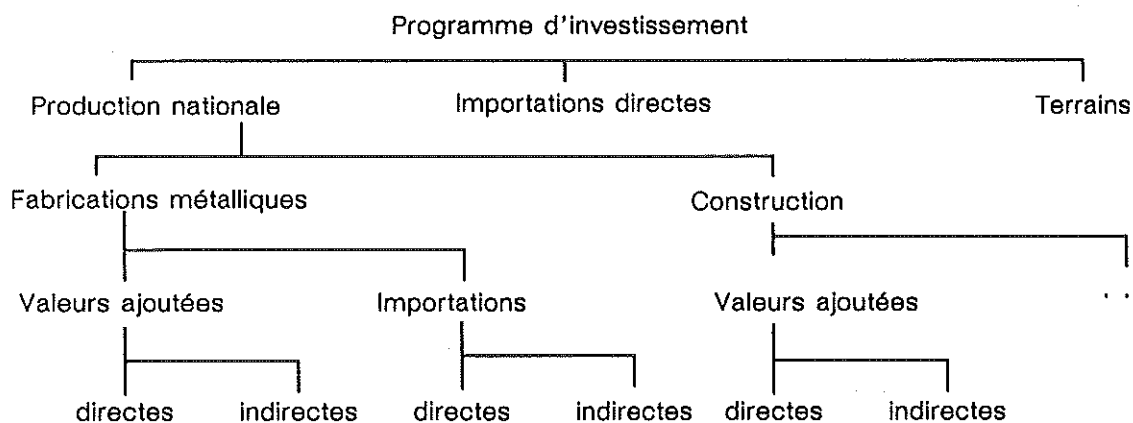 Programme d'investissement
Production nationale Importations directes Terrains
Fabrications métalliques Construction
Valeurs ajoutées Importations Valeurs ajoutées ..
directes indirectes directes indirectes directes indirectes